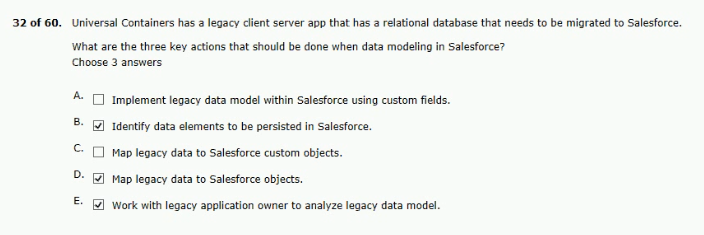 32 of 60. Universal Containers has a legacy client server app that has a relational database that needs to be migrated to Salesforce.
What are the three key actions that should be done when data modeling in Salesforce?
Choose 3 answers
A. Implement legacy data model within Salesforce using custom fields.
B. Identify data elements to be persisted in Salesforce.
C. Map legacy data to Salesforce custom objects.
D. Map legacy data to Salesforce objects.
E. Work with legacy application owner to analyze legacy data model.